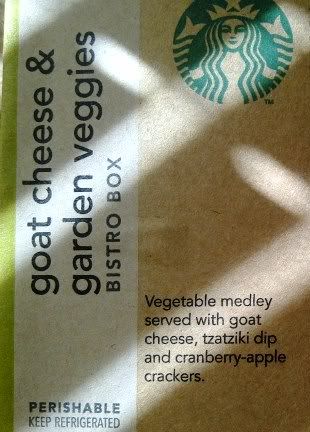 goat cheese &
garden veggies
BISTRO BOX
Vegetable medley
served with goat
cheese, tzatziki dip
and cranberry-apple
crackers.
PERISHABLE
KEEP REFRIGERATED
TM